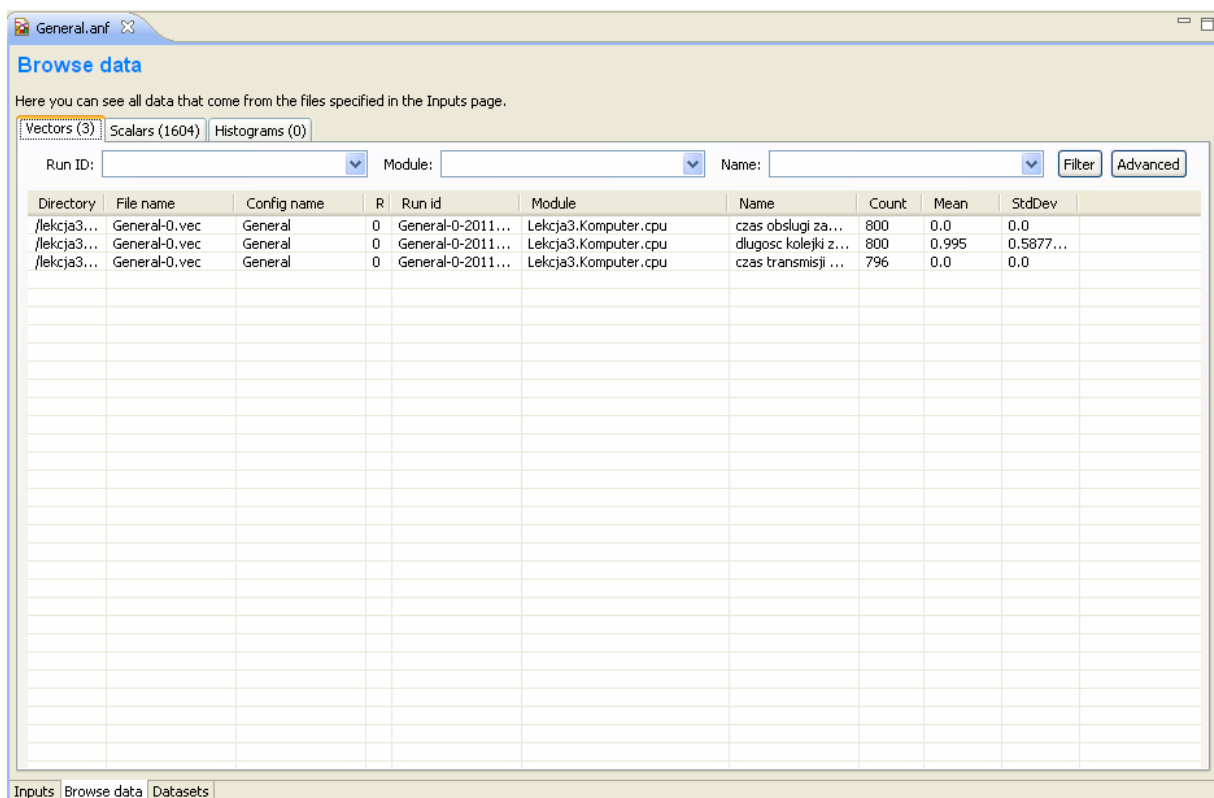 General.anf
Browse data
Here you can see all data that come from the files specified in the Inputs page.
Vectors (3) Scalars (1604) Histograms (0)
Run ID: Module: Name: Filter Advanced
Directory File name Config name R Run id Module Name Count Mean StdDev
/lekcja3... General-0.vec General 0 General-0-2011... Lekcja3.Komputer.cpu czas obslugi za... 800 0.0 0.0
/lekcja3... General-0.vec General 0 General-0-2011... Lekcja3.Komputer.cpu dlugosc kolejki z... 800 0.995 0.5877...
/lekcja3... General-0.vec General 0 General-0-2011... Lekcja3.Komputer.cpu czas transmisji ... 796 0.0 0.0
Inputs Browse data Datasets